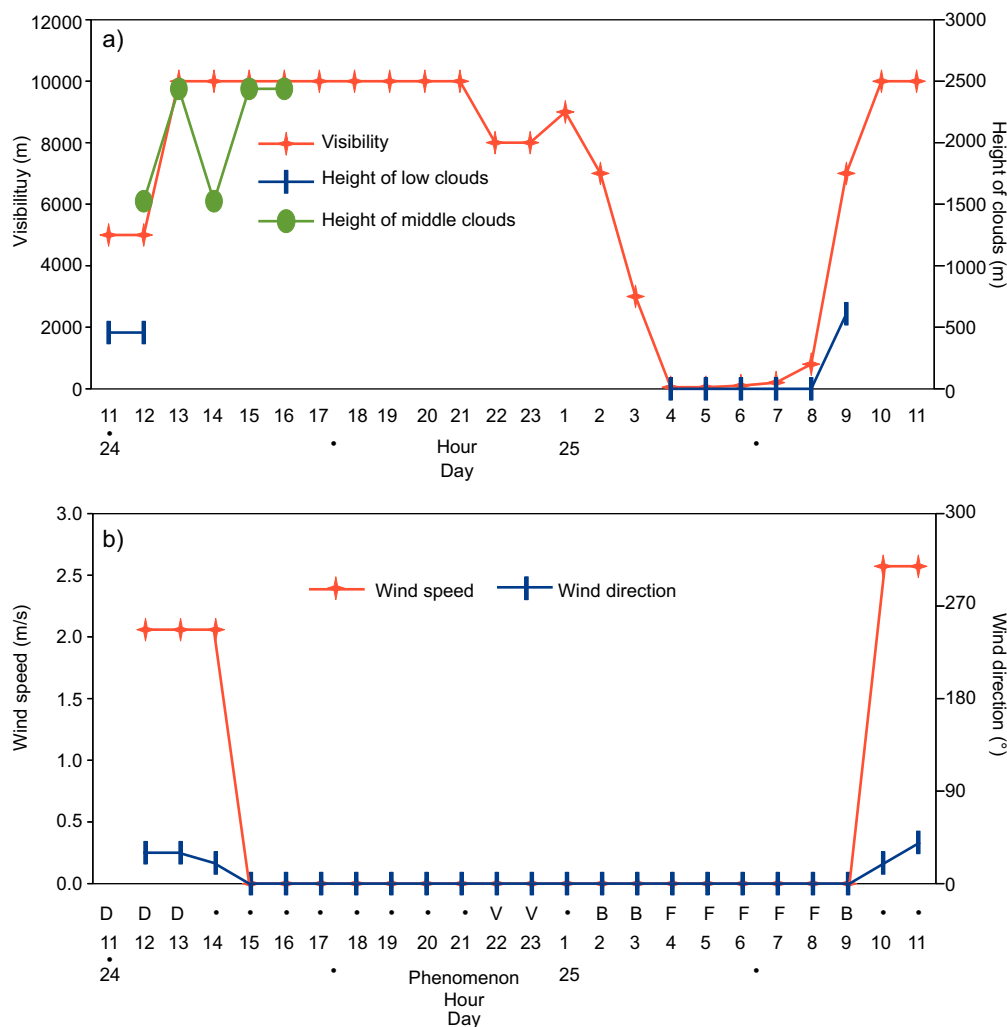 a)
12000
10000
8000
6000
4000
2000
0
Visibilituy (m)
3000
2500
2000
1500
1000
500
0
Height of clouds (m)
Visibility
Height of low clouds
Height of middle clouds
11 12 13 14 15 16 17 18 19 20 21 22 23 1 2 3 4 5 6 7 8 9 10 11
• 24 • Hour 25 •
Day
b)
3.0
2.5
2.0
1.5
1.0
0.5
0.0
Wind speed (m/s)
300
270
180
90
0
Wind direction (°)
Wind speed
Wind direction
D D D • • • • • • • • V V • B B F F F F F B • •
11 12 13 14 15 16 17 18 19 20 21 22 23 1 2 3 4 5 6 7 8 9 10 11
• 24 • Phenomenon 25 •
Hour
Day